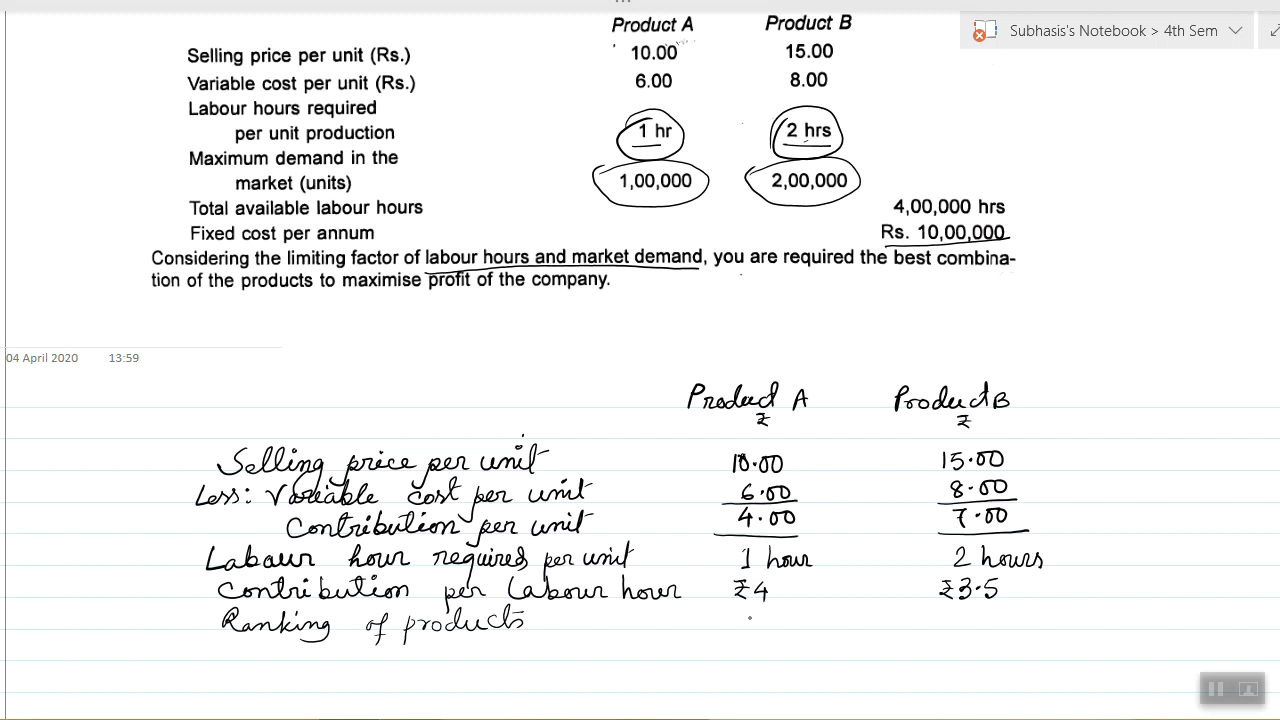 Subhasis's Notebook > 4th Sem
Product A Product B
Selling price per unit (Rs.) 10.00 15.00
Variable cost per unit (Rs.) 6.00 8.00
Labour hours required
per unit production 1 hr 2 hrs
Maximum demand in the
market (units) 1,00,000 2,00,000
Total available labour hours 4,00,000 hrs
Fixed cost per annum Rs. 10,00,000
Considering the limiting factor of labour hours and market demand, you are required the best combina-
tion of the products to maximise profit of the company.
04 April 2020 13:59
Product A Product B
₹ ₹
Selling price per unit 10.00 15.00
Less: Variable cost per unit 6.00 8.00
Contribution per unit 4.00 7.00
Labour hour required per unit 1 hour 2 hours
Contribution per Labour hour ₹4 ₹3.5
Ranking of products